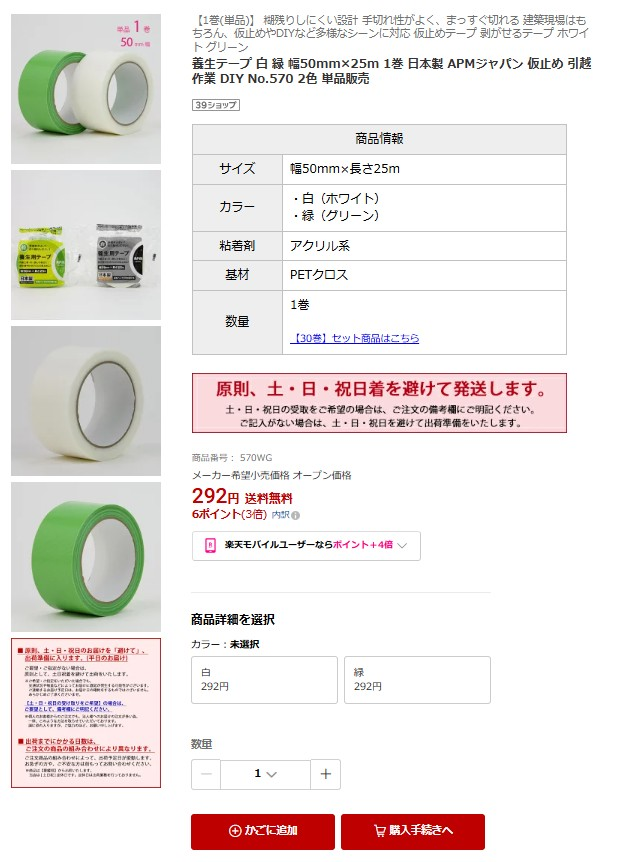 単品 1 巻
50mm幅
養生用テープ
日本製
養生用テープ
日本製
■ 原則、土・日・祝日のお届けを「避けて」、
出荷準備に入ります。(平日のお届け)
【土・日・祝日の受け取りをご希望】の場合は、
ご要望として、備考欄にご明記ください。
■ 出荷までにかかる日数は、
ご注文の商品の組み合わせにより異なります。
【1巻(単品)】 糊残りしにくい設計 手切れ性がよく、まっすぐ切れる 建築現場はも
ちろん、仮止めやDIYなど多様なシーンに対応 仮止めテープ 剥がせるテープ ホワイ
ト グリーン
養生テープ 白 緑 幅50mm×25m 1巻 日本製 APMジャパン 仮止め 引越
作業 DIY No.570 2色 単品販売
39ショップ
商品情報
サイズ 幅50mm×長さ25m
カラー ・白（ホワイト）
・緑（グリーン）
粘着剤 アクリル系
基材 PETクロス
数量 1巻
【30巻】セット商品はこちら
原則、土・日・祝日着を避けて発送します。
土・日・祝日の受取をご希望の場合は、ご注文の備考欄にご明記ください。
ご記入がない場合は、土・日・祝日を避けて出荷準備をいたします。
商品番号： 570WG
メーカー希望小売価格 オープン価格
292円 送料無料
6ポイント(3倍) 内訳
楽天モバイルユーザーならポイント+4倍
商品詳細を選択
カラー：未選択
白 緑
292円 292円
数量
1
かごに追加 購入手続きへ